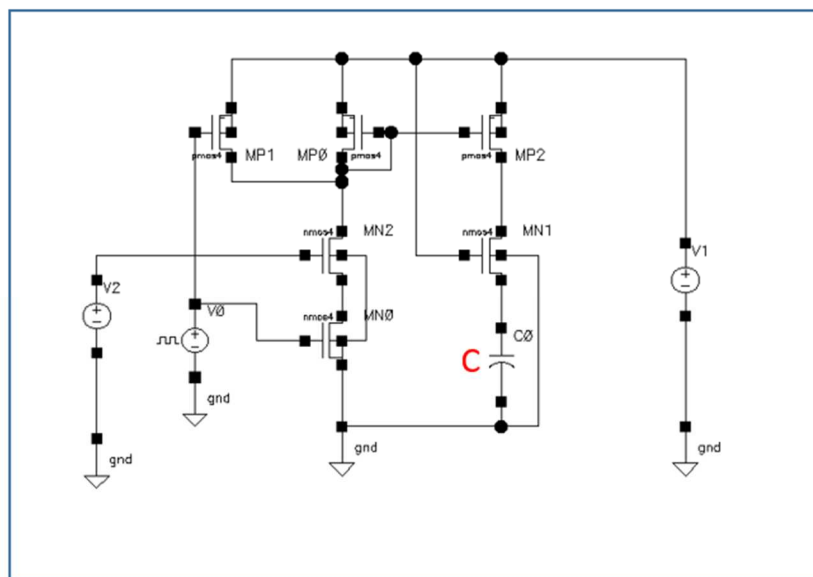 pmos4
MP1
MPØ
pmos4
pmos4
MP2
nmos4
MN2
nmos4
MN1
V1
V2
VØ
nmos4
MNØ
CØ
C
gnd
gnd
gnd
gnd